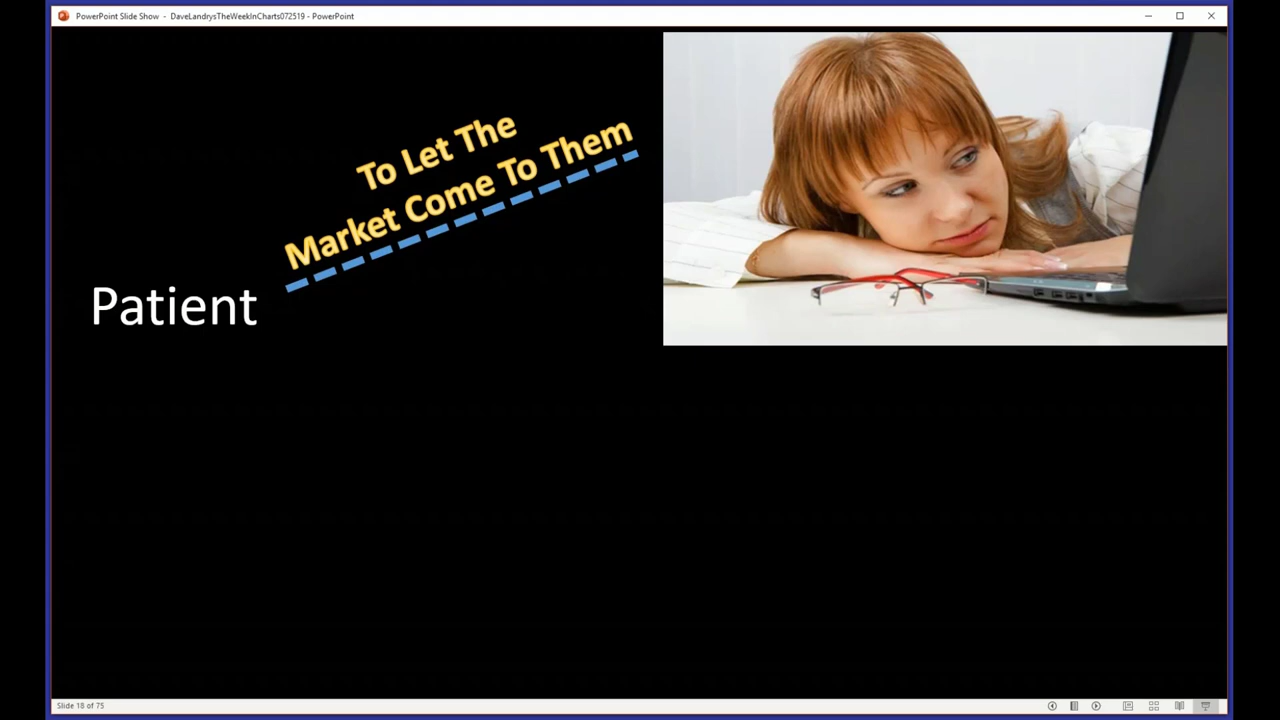 PowerPoint Slide Show - DaveLandrysTheWeekInCharts072519 - PowerPoint
To Let The
Market Come To Them
Patient
Slide 18 of 75